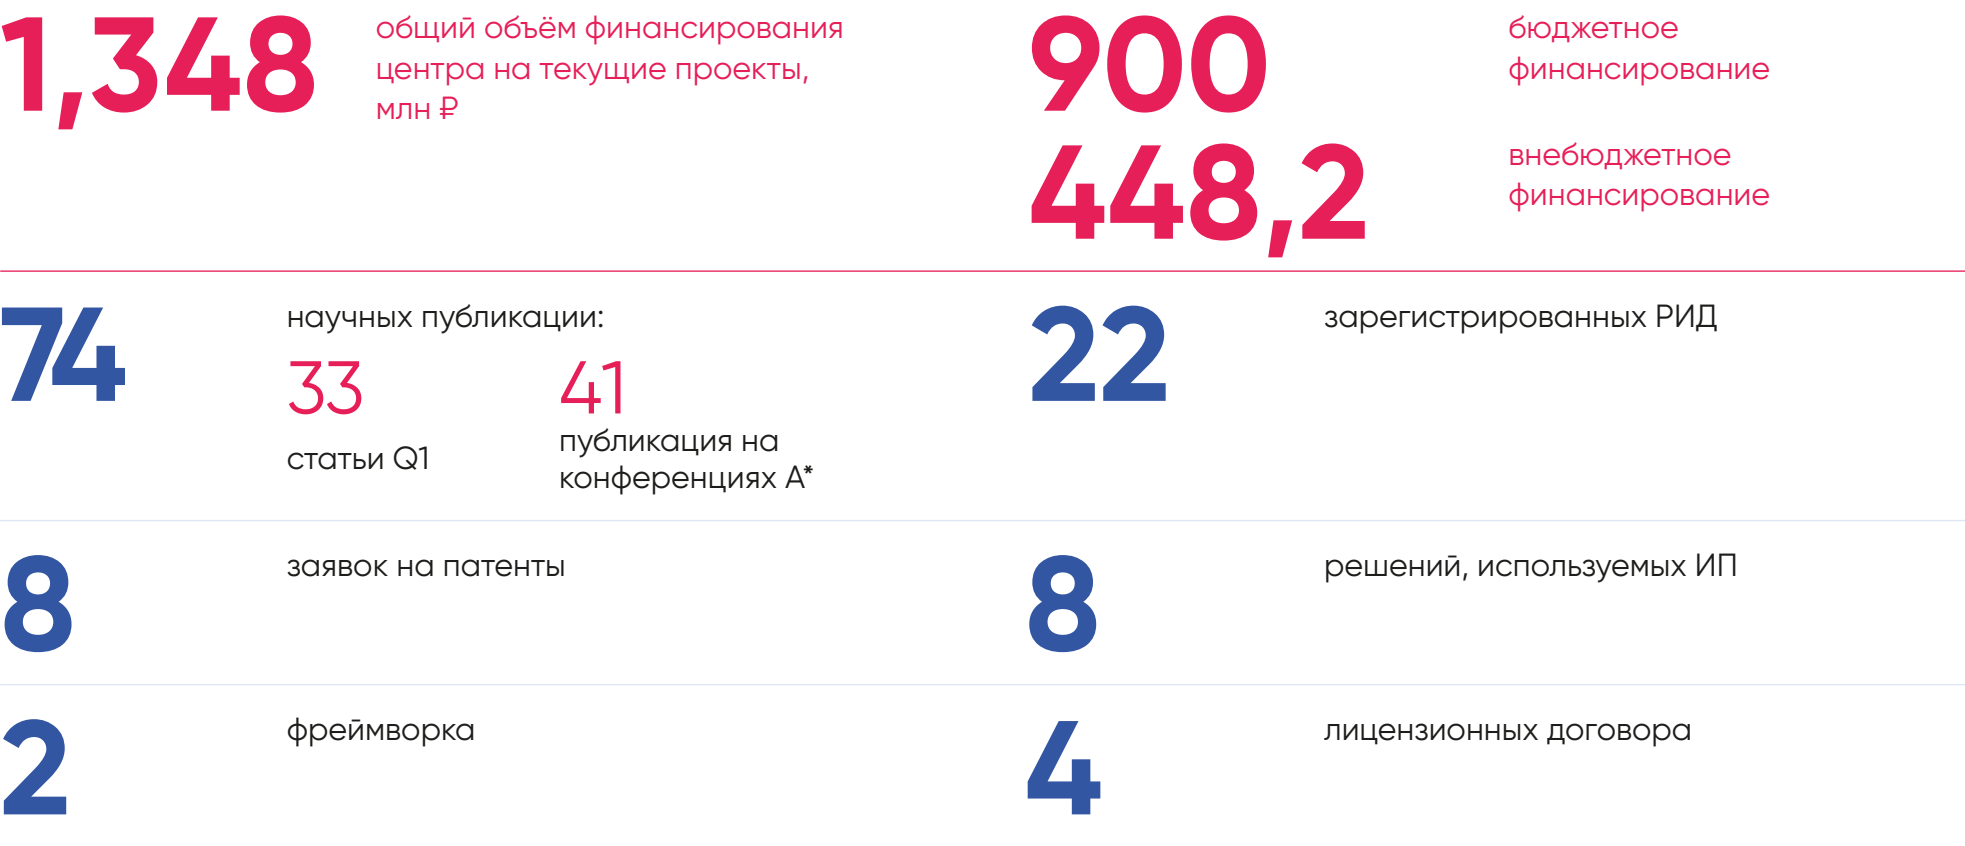 1,348
общий объём финансирования
центра на текущие проекты,
млн ₽
900
бюджетное
финансирование
448,2
внебюджетное
финансирование
74
научных публикации:
33
статьи Q1
41
публикация на
конференциях A*
22
зарегистрированных РИД
8
заявок на патенты
8
решений, используемых ИП
2
фреймворка
4
лицензионных договора